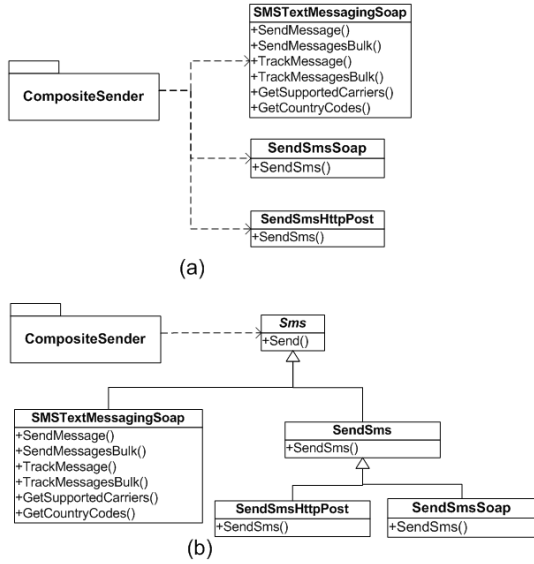 SMSTextMessagingSoap
+SendMessage()
+SendMessagesBulk()
+TrackMessage()
+TrackMessagesBulk()
+GetSupportedCarriers()
+GetCountryCodes()
CompositeSender
SendSmsSoap
+SendSms()
SendSmsHttpPost
+SendSms()
(a)
CompositeSender
Sms
+Send()
SMSTextMessagingSoap
+SendMessage()
+SendMessagesBulk()
+TrackMessage()
+TrackMessagesBulk()
+GetSupportedCarriers()
+GetCountryCodes()
SendSms
+SendSms()
SendSmsHttpPost
+SendSms()
SendSmsSoap
+SendSms()
(b)